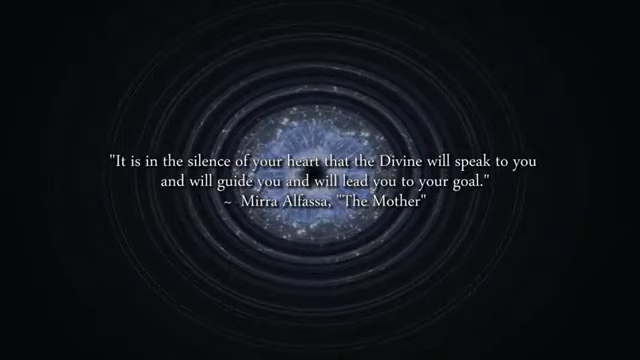 "It is in the silence of your heart that the Divine will speak to you
and will guide you and will lead you to your goal."
~ Mirra Alfassa, "The Mother"